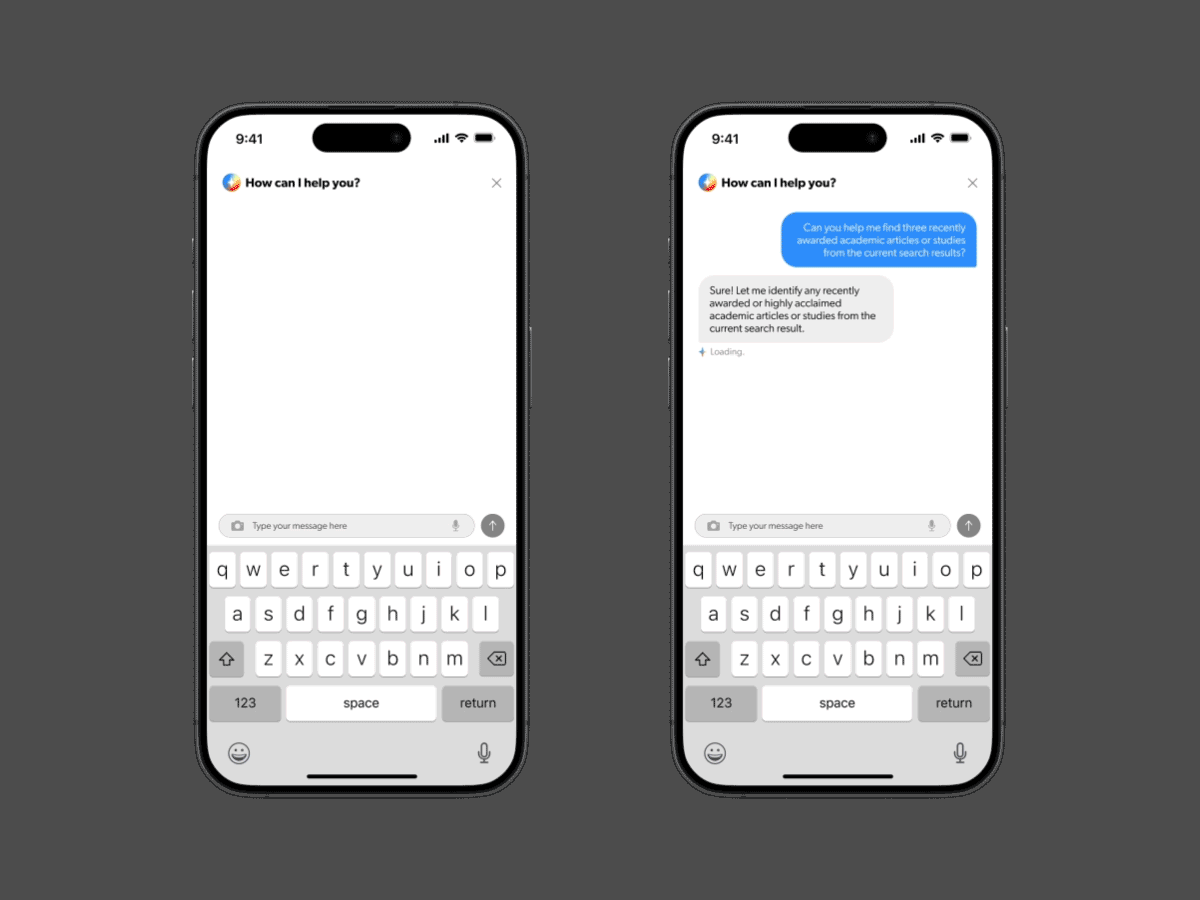 9:41
How can I help you?
Type your message here
q w e r t y u i o p
a s d f g h j k l
z x c v b n m
123 space return
9:41
How can I help you?
Can you help me find three recently
awarded academic articles or studies
from the current search results?
Sure! Let me identify any recently
awarded or highly acclaimed
academic articles or studies from the
current search result.
Loading.
Type your message here
q w e r t y u i o p
a s d f g h j k l
z x c v b n m
123 space return